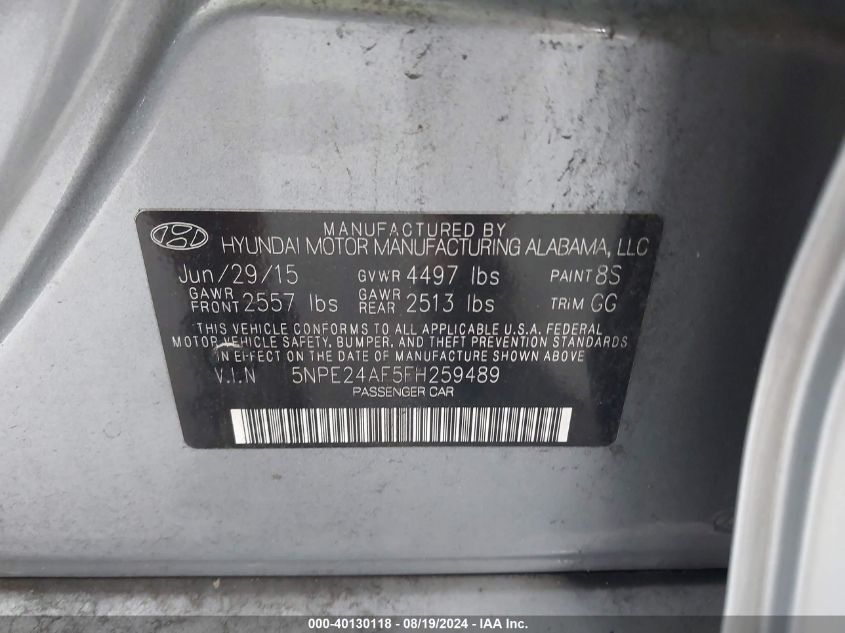 MANUFACTURED BY
HYUNDAI MOTOR MANUFACTURING ALABAMA, LLC
Jun/29/15 GVWR 4497 lbs PAINT 8S
GAWR FRONT 2557 lbs GAWR REAR 2513 lbs TRIM GG
THIS VEHICLE CONFORMS TO ALL APPLICABLE U.S.A. FEDERAL
MOTOR VEHICLE SAFETY, BUMPER, AND THEFT PREVENTION STANDARDS
IN EFFECT ON THE DATE OF MANUFACTURE SHOWN ABOVE
V.I.N 5NPE24AF5FH259489
PASSENGER CAR
000-40130118 - 08/19/2024 - IAA Inc.